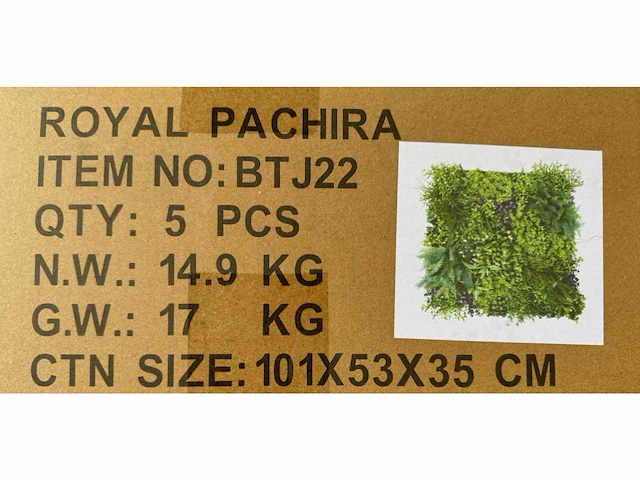 ROYAL PACHIRA
ITEM NO: BTJ22
QTY: 5 PCS
N.W.: 14.9 KG
G.W.: 17 KG
CTN SIZE: 101X53X35 CM